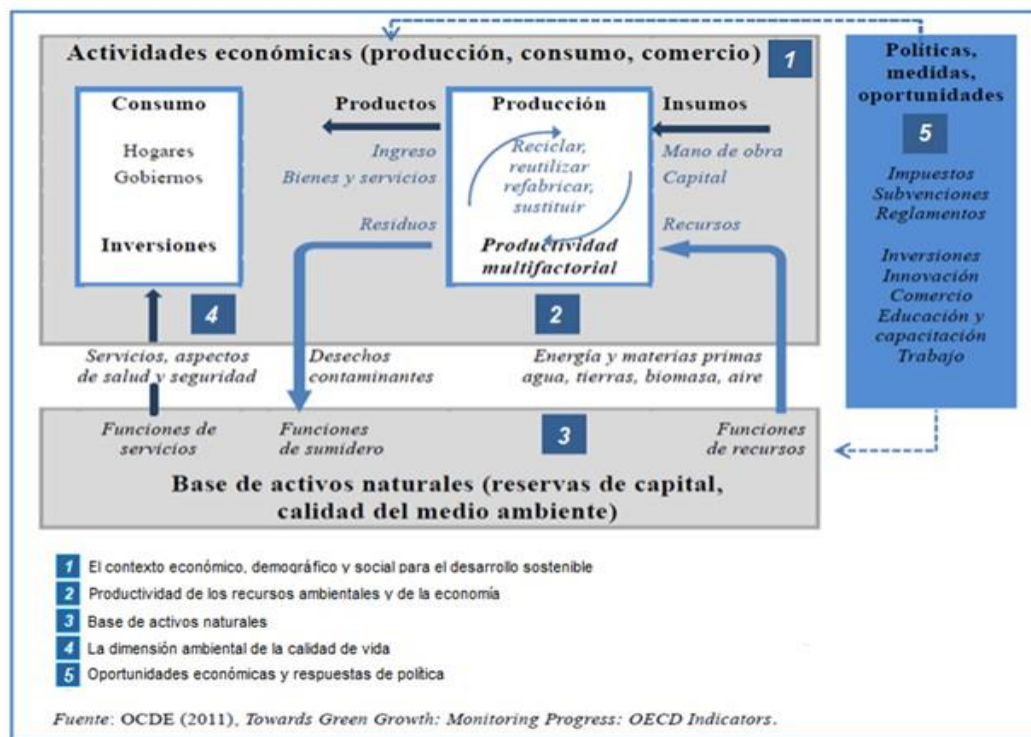 Actividades económicas (producción, consumo, comercio)
1
Consumo
Hogares
Gobiernos
Inversiones
4
Productos
Ingreso
Bienes y servicios
Residuos
Producción
Reciclar,
reutilizar
refabricar,
sustituir
Productividad
multifactorial
2
Insumos
Mano de obra
Capital
Recursos
Políticas,
medidas,
oportunidades
5
Impuestos
Subvenciones
Reglamentos
Inversiones
Innovación
Comercio
Educación y
capacitación
Trabajo
Servicios, aspectos
de salud y seguridad
Desechos
contaminantes
Energía y materias primas
agua, tierras, biomasa, aire
Funciones de
servicios
Funciones
de sumidero
3
Funciones
de recursos
Base de activos naturales (reservas de capital,
calidad del medio ambiente)
1 El contexto económico, demográfico y social para el desarrollo sostenible
2 Productividad de los recursos ambientales y de la economía
3 Base de activos naturales
4 La dimensión ambiental de la calidad de vida
5 Oportunidades económicas y respuestas de política
Fuente: OCDE (2011), Towards Green Growth: Monitoring Progress: OECD Indicators.